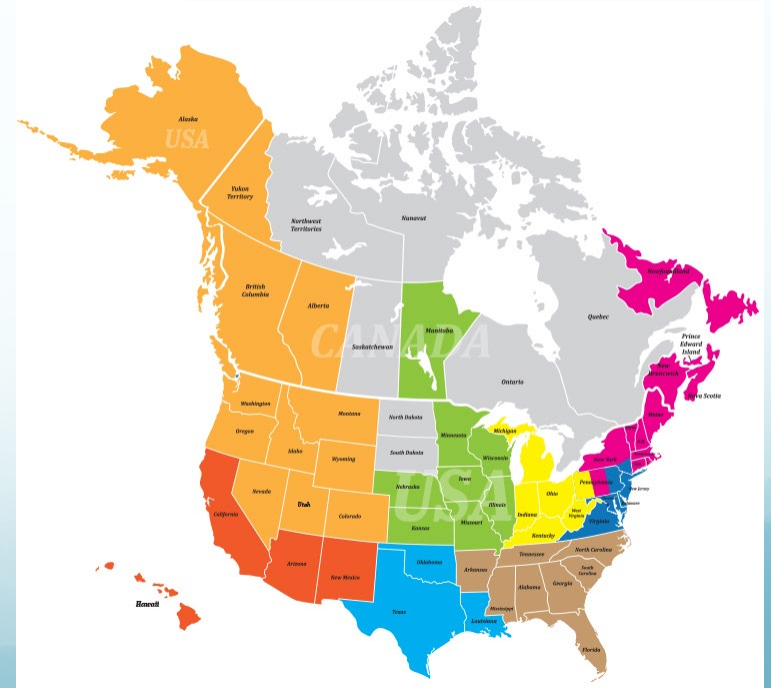 Alaska
USA
Yukon
Territory
Northwest
Territories
Nunavut
British
Columbia
Alberta
CANADA
Saskatchewan
Manitoba
Ontario
Quebec
Newfoundland
Prince
Edward
Island
New
Brunswick
Nova Scotia
Maine
Washington
Oregon
Montana
Idaho
Wyoming
North Dakota
South Dakota
Minnesota
Wisconsin
Michigan
New York
Nevada
Utah
Colorado
Nebraska
Kansas
Iowa
Missouri
Illinois
USA
Indiana
Ohio
Pennsylvania
New Jersey
West
Virginia
Virginia
Kentucky
California
Arizona
New Mexico
Oklahoma
Texas
Arkansas
Louisiana
Tennessee
North Carolina
South
Carolina
Mississippi
Alabama
Georgia
Florida
Hawaii